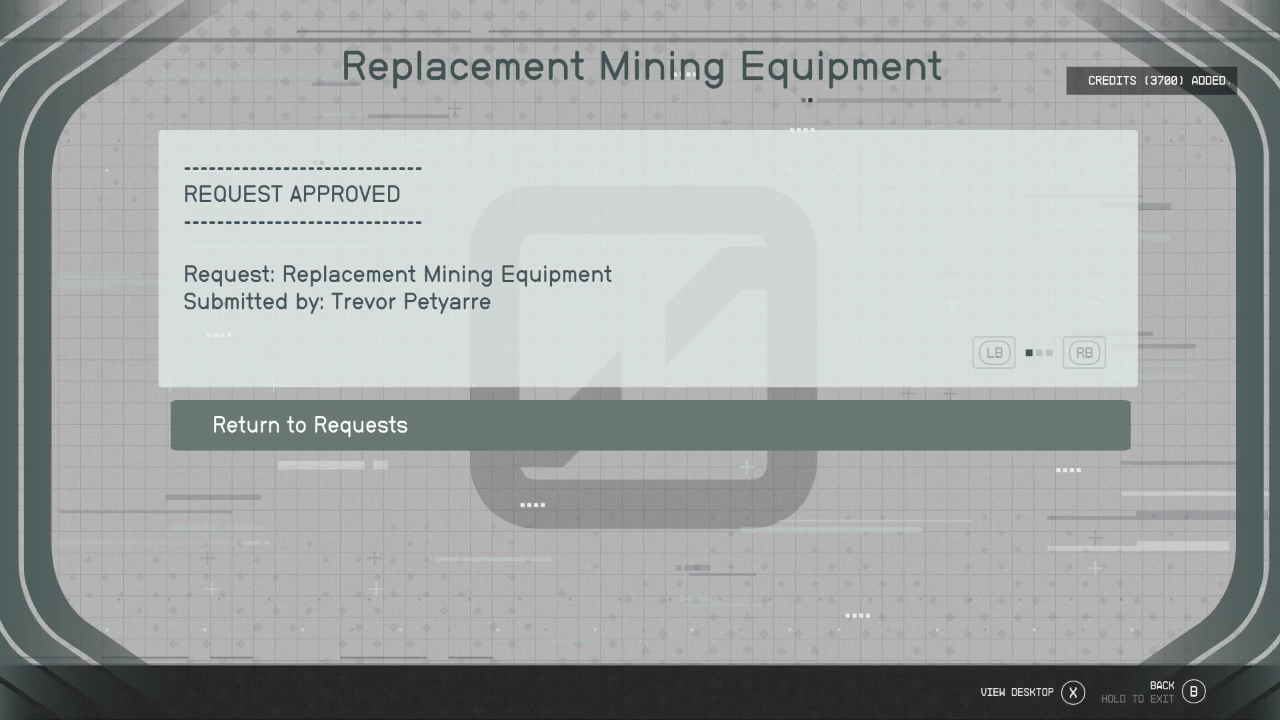 Replacement Mining Equipment
CREDITS (3700) ADDED
-----------------------------
REQUEST APPROVED
-----------------------------
Request: Replacement Mining Equipment
Submitted by: Trevor Petyarre
LB
RB
Return to Requests
VIEW DESKTOP X
BACK
HOLD TO EXIT
B